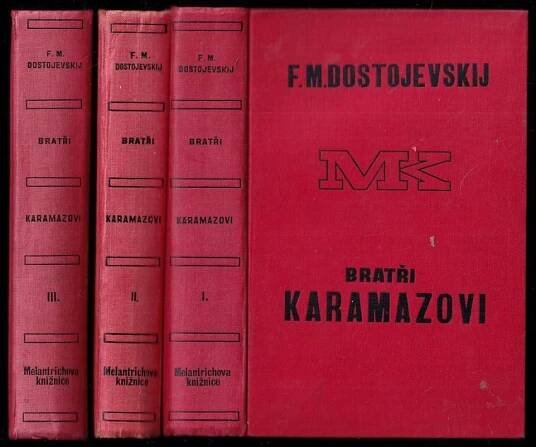 F. M.
DOSTOJEVSKIJ
BRATŘI
KARAMAZOVI
III.
Melantrichova
knižnice
F. M.
DOSTOJEVSKIJ
BRATŘI
KARAMAZOVI
II.
Melantrichova
knižnice
F. M.
DOSTOJEVSKIJ
BRATŘI
KARAMAZOVI
I.
Melantrichova
knižnice
F.M.DOSTOJEVSKIJ
MK
BRATŘI
KARAMAZOVI